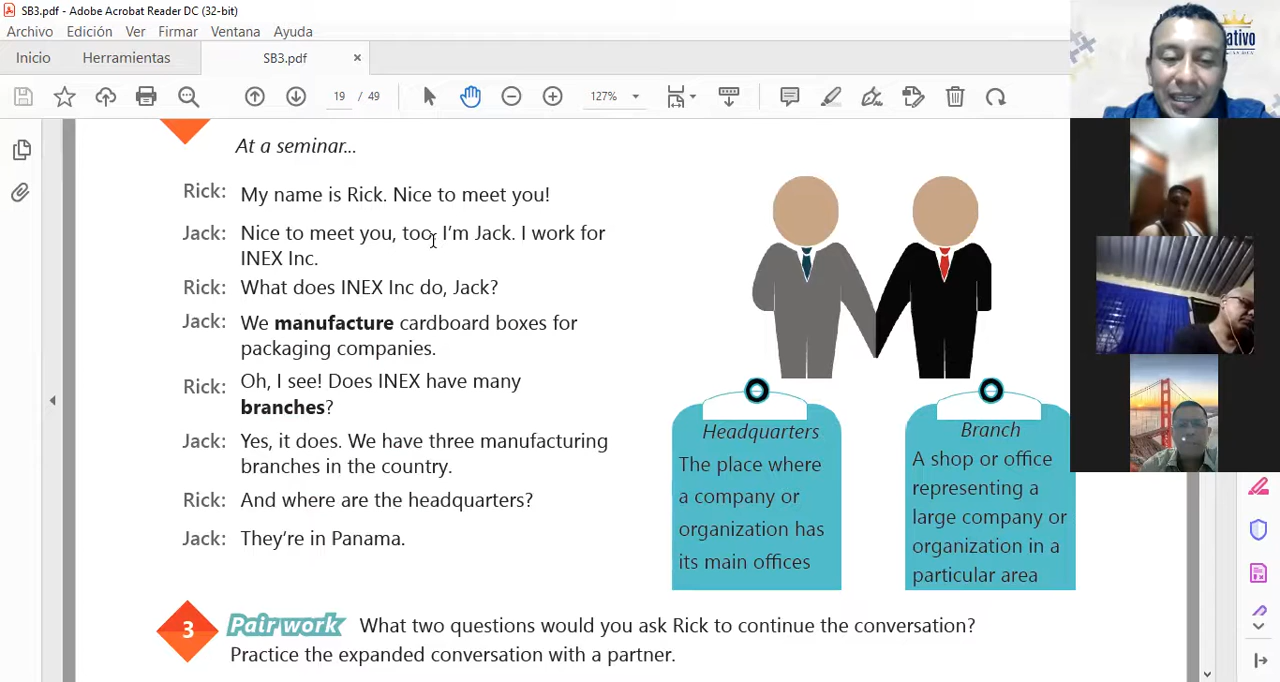 SB3.pdf - Adobe Acrobat Reader DC (32-bit)
Archivo Edición Ver Firmar Ventana Ayuda
Inicio Herramientas SB3.pdf ×
19 / 49 127%
ativo
At a seminar...
Rick: My name is Rick. Nice to meet you!
Jack: Nice to meet you, too, I'm Jack. I work for
INEX Inc.
Rick: What does INEX Inc do, Jack?
Jack: We manufacture cardboard boxes for
packaging companies.
Rick: Oh, I see! Does INEX have many
branches?
Jack: Yes, it does. We have three manufacturing
branches in the country.
Rick: And where are the headquarters?
Jack: They're in Panama.
Headquarters
The place where
a company or
organization has
its main offices
Branch
A shop or office
representing a
large company or
organization in a
particular area
3 Pair work What two questions would you ask Rick to continue the conversation?
Practice the expanded conversation with a partner.